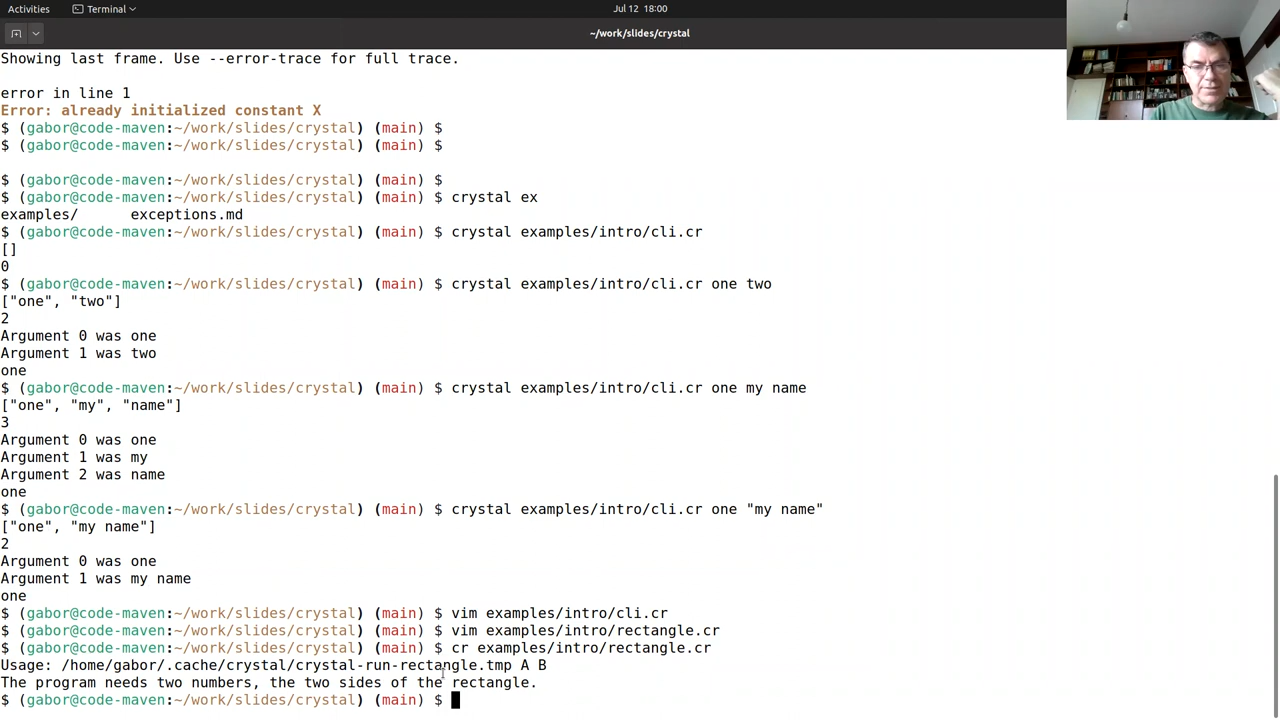 Activities Terminal Jul 12 18:00
~/work/slides/crystal
Showing last frame. Use --error-trace for full trace.
error in line 1
Error: already initialized constant X
$ (gabor@code-maven:~/work/slides/crystal) (main) $
$ (gabor@code-maven:~/work/slides/crystal) (main) $
$ (gabor@code-maven:~/work/slides/crystal) (main) $
$ (gabor@code-maven:~/work/slides/crystal) (main) $ crystal ex
examples/      exceptions.md
$ (gabor@code-maven:~/work/slides/crystal) (main) $ crystal examples/intro/cli.cr
[]
0
$ (gabor@code-maven:~/work/slides/crystal) (main) $ crystal examples/intro/cli.cr one two
["one", "two"]
2
Argument 0 was one
Argument 1 was two
one
$ (gabor@code-maven:~/work/slides/crystal) (main) $ crystal examples/intro/cli.cr one my name
["one", "my", "name"]
3
Argument 0 was one
Argument 1 was my
Argument 2 was name
one
$ (gabor@code-maven:~/work/slides/crystal) (main) $ crystal examples/intro/cli.cr one "my name"
["one", "my name"]
2
Argument 0 was one
Argument 1 was my name
one
$ (gabor@code-maven:~/work/slides/crystal) (main) $ vim examples/intro/cli.cr
$ (gabor@code-maven:~/work/slides/crystal) (main) $ vim examples/intro/rectangle.cr
$ (gabor@code-maven:~/work/slides/crystal) (main) $ cr examples/intro/rectangle.cr
Usage: /home/gabor/.cache/crystal/crystal-run-rectangle.tmp A B
The program needs two numbers, the two sides of the rectangle.
$ (gabor@code-maven:~/work/slides/crystal) (main) $